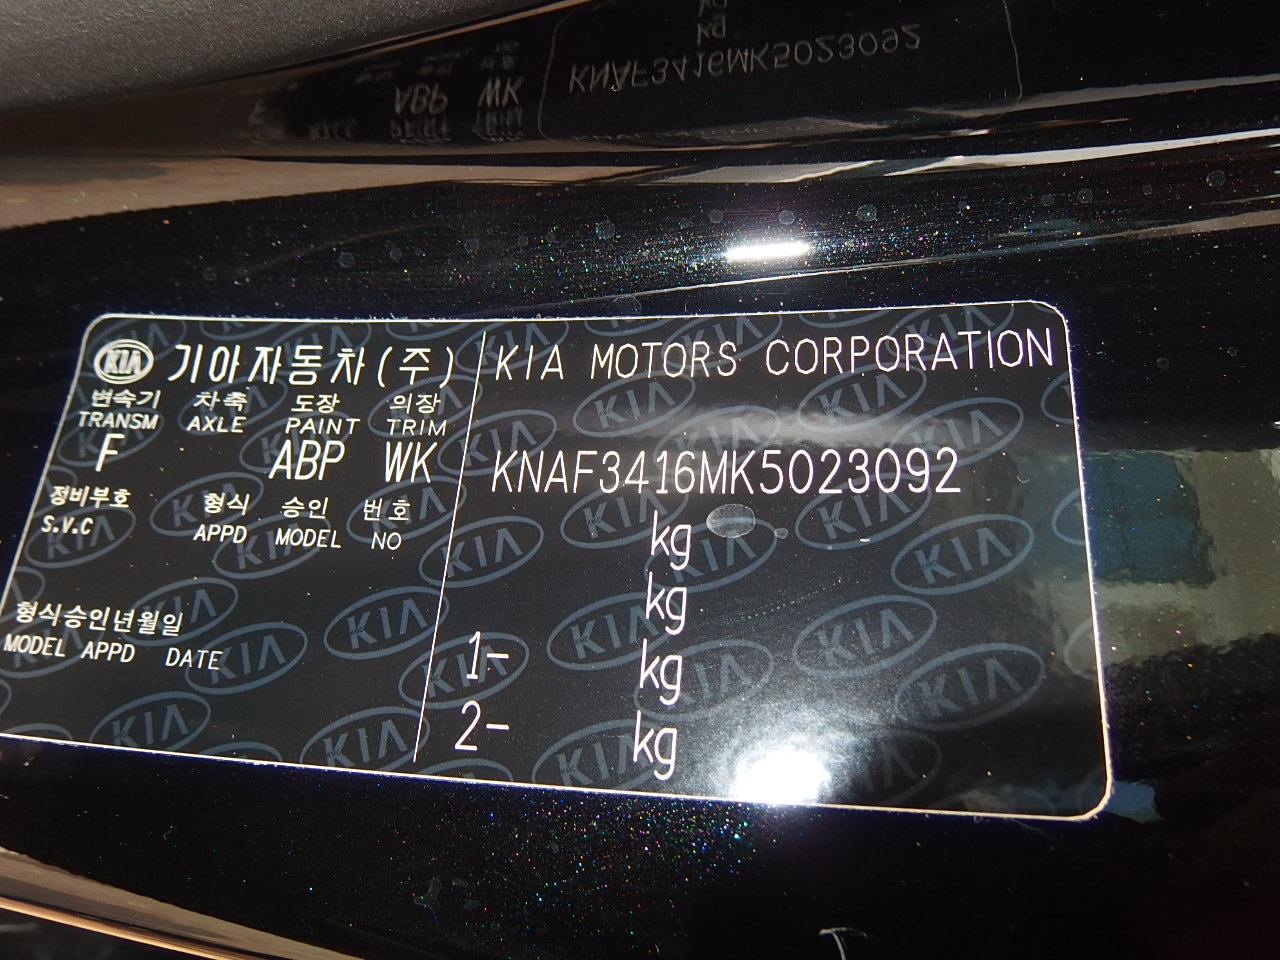 KIA 기아자동차(주)
변속기 차축 도장 의장
TRANSM AXLE PAINT TRIM
F ABP WK
정비부호 형식 승인 번호
S.V.C APPD MODEL NO
형식승인년월일
MODEL APPD DATE
KIA MOTORS CORPORATION
KNAF3416MK5023092
kg
kg
1- kg
2- kg